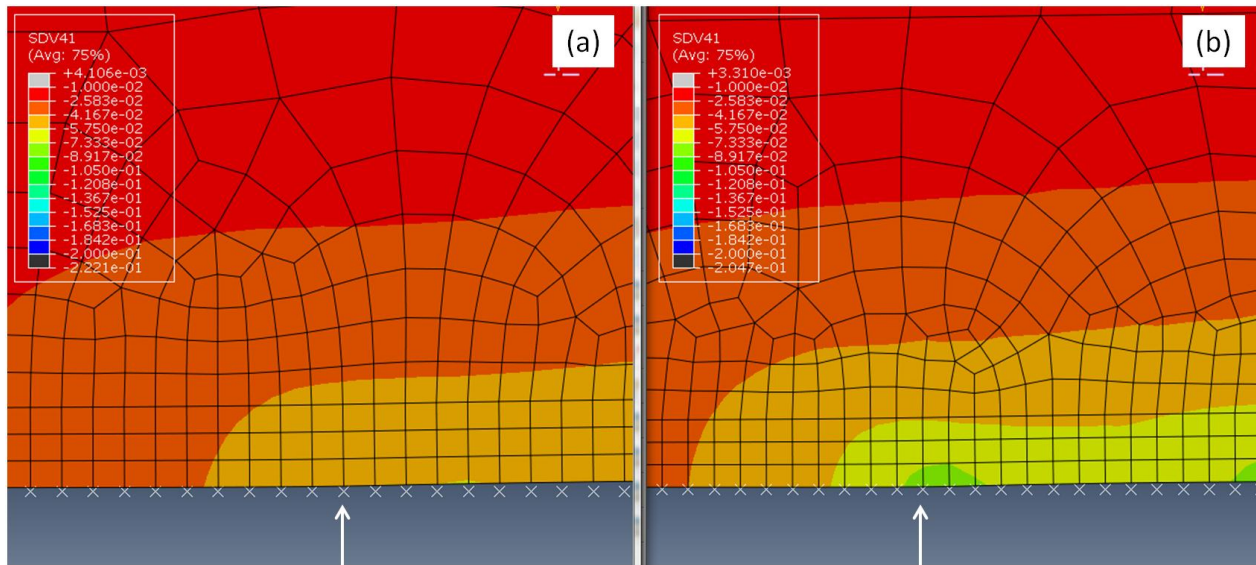 (a)
SDV41
(Avg: 75%)
+4.106e-03
-1.000e-02
-2.583e-02
-4.167e-02
-5.750e-02
-7.333e-02
-8.917e-02
-1.050e-01
-1.208e-01
-1.367e-01
-1.525e-01
-1.683e-01
-1.842e-01
-2.000e-01
-2.221e-01
(b)
SDV41
(Avg: 75%)
+3.310e-03
-1.000e-02
-2.583e-02
-4.167e-02
-5.750e-02
-7.333e-02
-8.917e-02
-1.050e-01
-1.208e-01
-1.367e-01
-1.525e-01
-1.683e-01
-1.842e-01
-2.000e-01
-2.047e-01